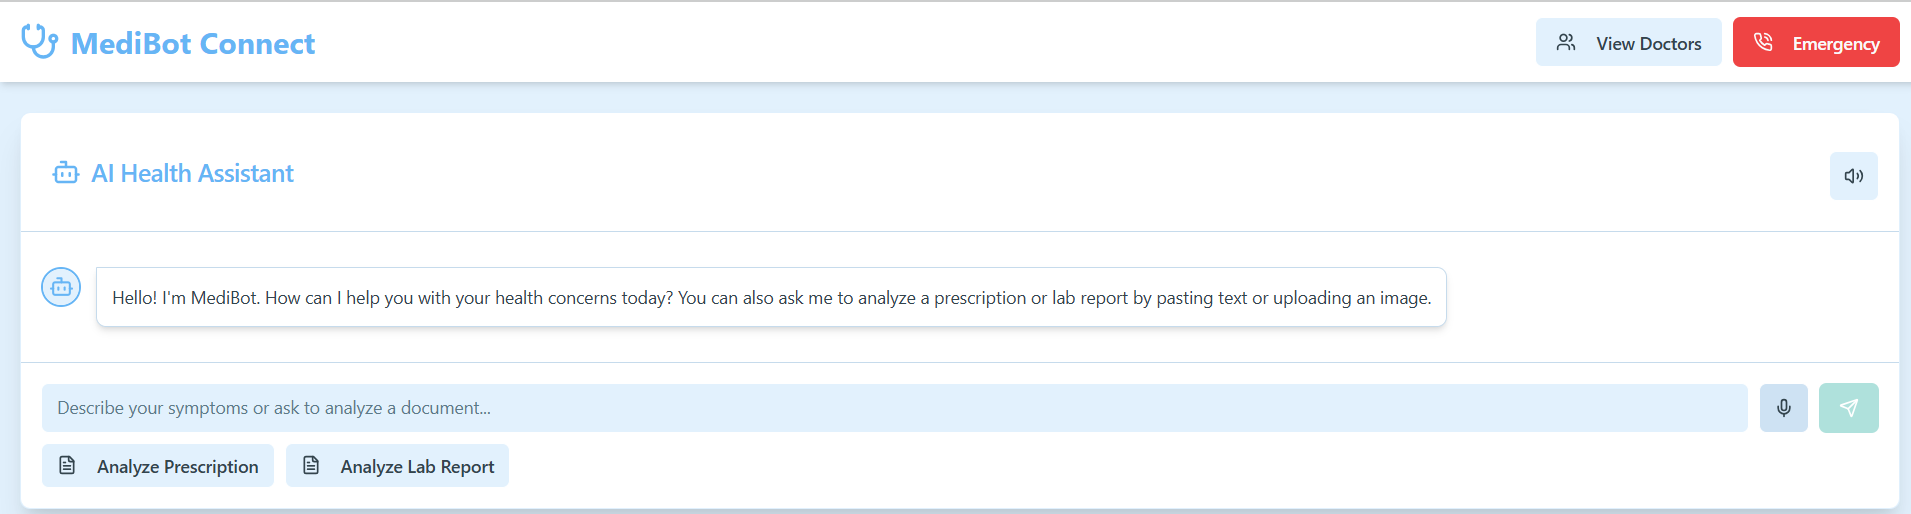 MediBot Connect
View Doctors
Emergency
AI Health Assistant
Hello! I'm MediBot. How can I help you with your health concerns today? You can also ask me to analyze a prescription or lab report by pasting text or uploading an image.
Describe your symptoms or ask to analyze a document...
Analyze Prescription
Analyze Lab Report